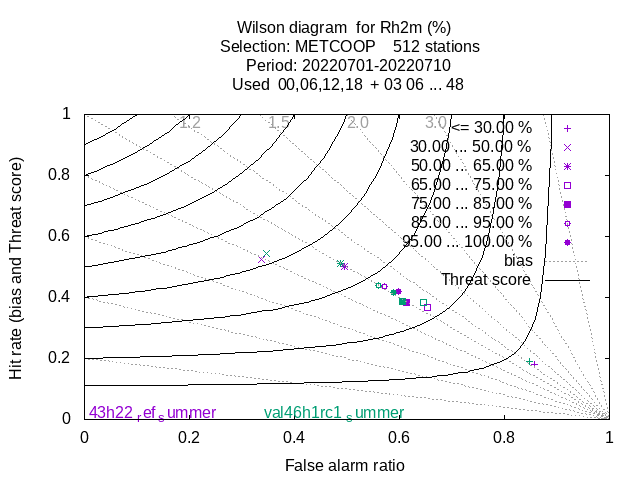 Wilson diagram for Rh2m (%)
Selection: METCOOP 512 stations
Period: 20220701-20220710
Used 00,06,12,18 + 03 06 ... 48
1.2 1.5 2.0 3.0
<= 30.00 %
30.00 ... 50.00 %
50.00 ... 65.00 %
65.00 ... 75.00 %
75.00 ... 85.00 %
85.00 ... 95.00 %
95.00 ... 100.00 %
bias
Threat score
Hit rate (bias and Threat score)
1
0.8
0.6
0.4
0.2
0
43h22_ref_summer val46h1rc1_summer
0 0.2 0.4 0.6 0.8 1
False alarm ratio